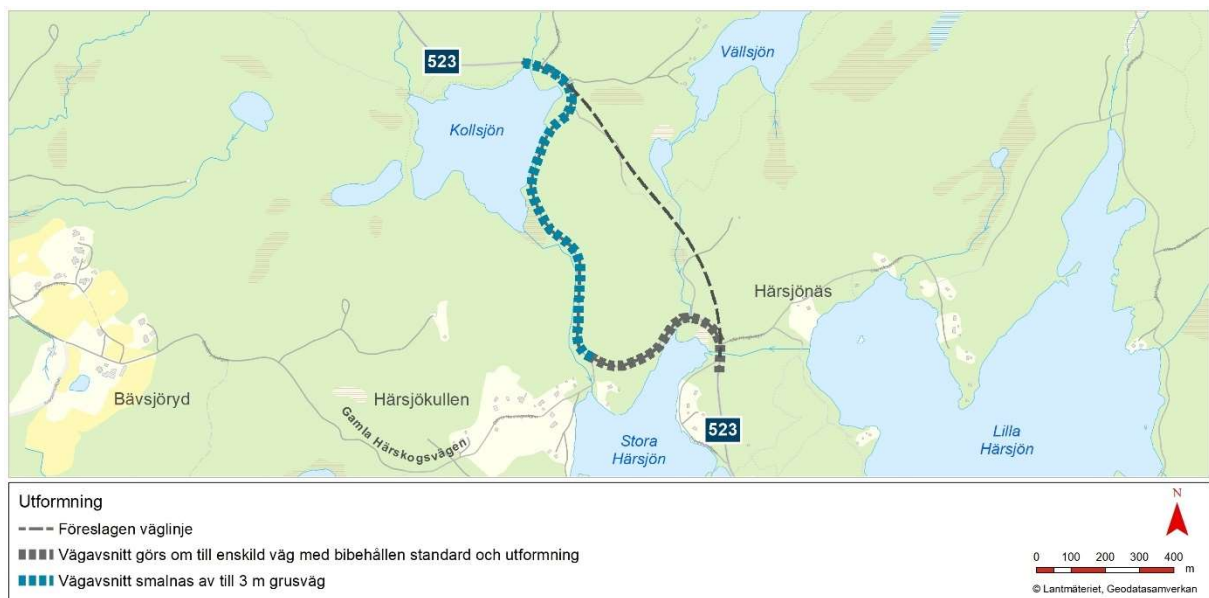 523
Vällsjön
Kollsjön
Härsjönäs
Bävsjöryd
Härsjökullen
Gamla Härskogsvägen
Stora
Härsjön
523
Lilla
Härsjön
Utformning
Föreslagen väglinje
Vägavsnitt görs om till enskild väg med bibehållen standard och utformning
Vägavsnitt smalnas av till 3 m grusväg
N
0 100 200 300 400
m
© Lantmäteriet, Geodatasamverkan